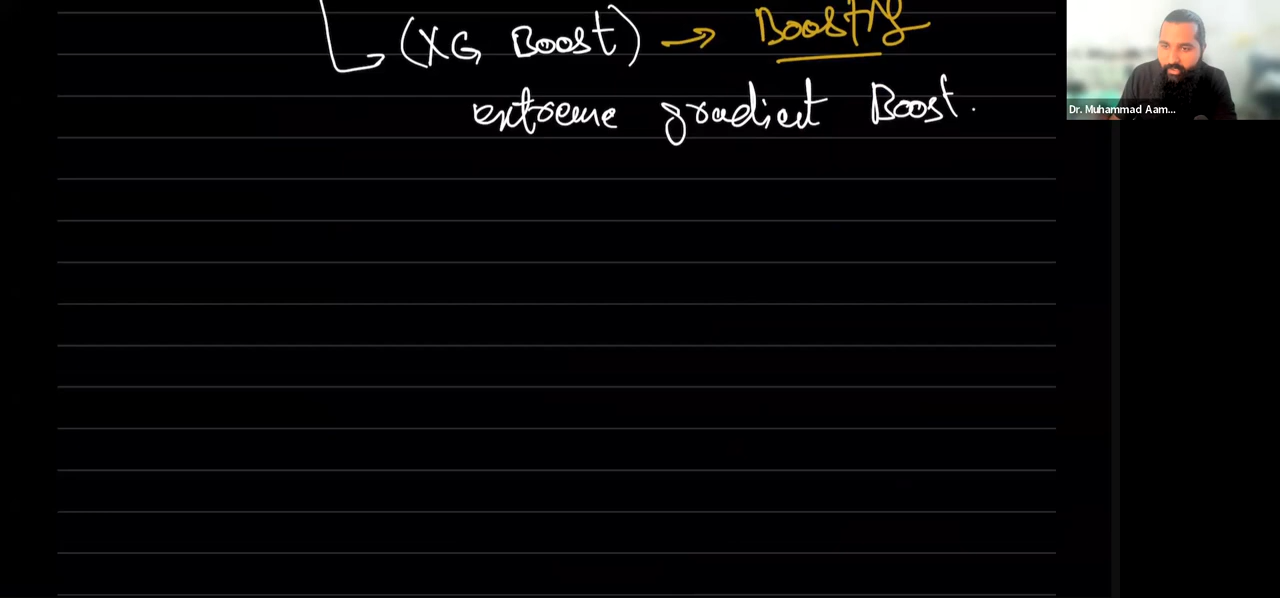 (XG Boost) → Boosting
extreme gradient Boost.
Dr. Muhammad Aam...